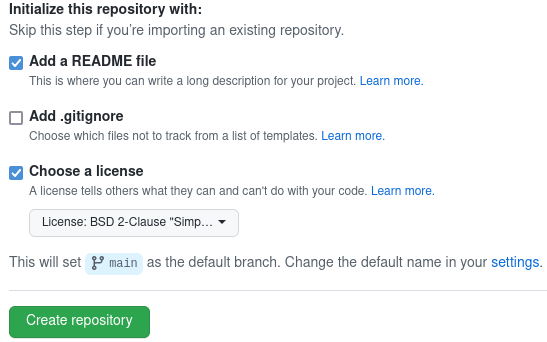 Initialize this repository with:
Skip this step if you're importing an existing repository.
Add a README file
This is where you can write a long description for your project. Learn more.
Add .gitignore
Choose which files not to track from a list of templates. Learn more.
Choose a license
A license tells others what they can and can't do with your code. Learn more.
License: BSD 2-Clause "Simp...
This will set main as the default branch. Change the default name in your settings.
Create repository